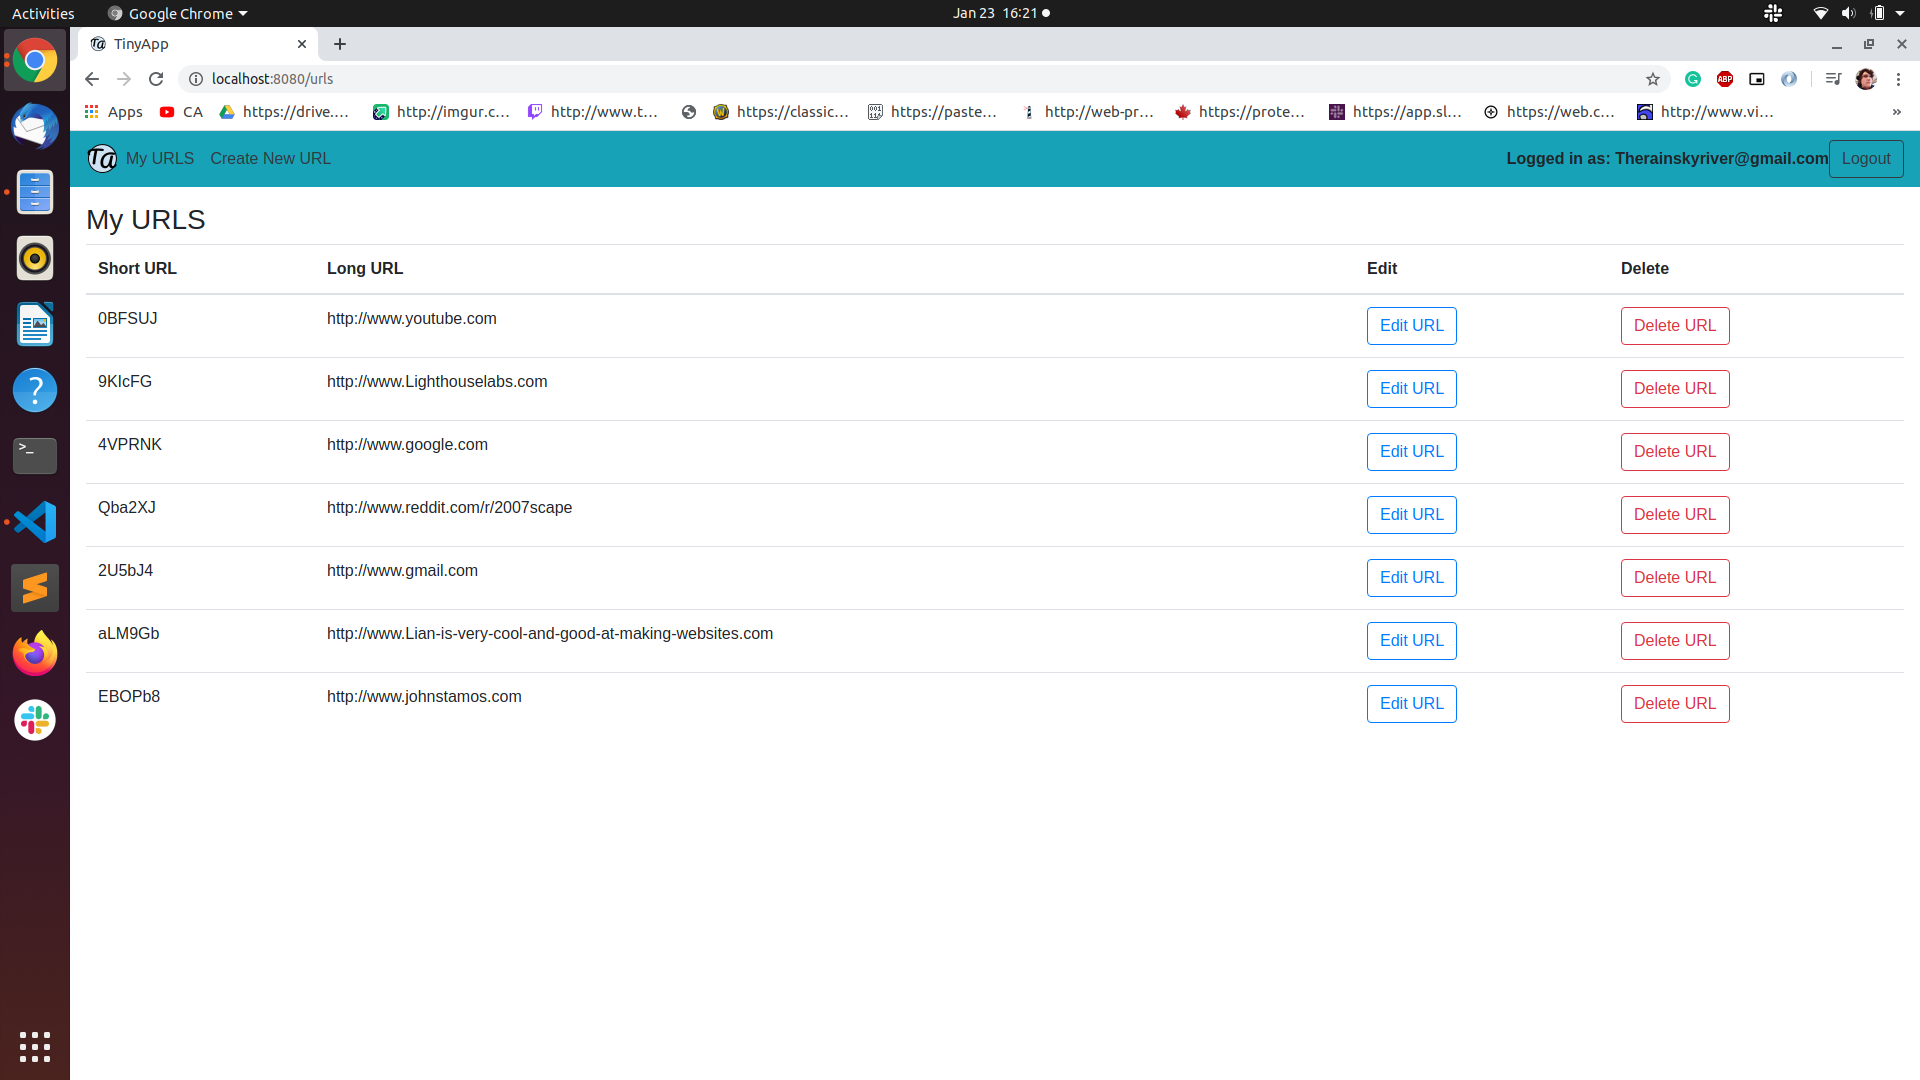 Activities Google Chrome Jan 23 16:21
TinyApp
localhost:8080/urls
Apps CA https://drive.... http://imgur.c... http://www.t... https://classic... https://paste... http://web-pr... https://prote... https://app.sl... https://web.c... http://www.vi... »
Ta My URLS Create New URL Logged in as: Therainskyriver@gmail.com Logout
My URLS
Short URL Long URL Edit Delete
0BFSUJ http://www.youtube.com Edit URL Delete URL
9KIcFG http://www.Lighthouselabs.com Edit URL Delete URL
4VPRNK http://www.google.com Edit URL Delete URL
Qba2XJ http://www.reddit.com/r/2007scape Edit URL Delete URL
2U5bJ4 http://www.gmail.com Edit URL Delete URL
aLM9Gb http://www.Lian-is-very-cool-and-good-at-making-websites.com Edit URL Delete URL
EBOPb8 http://www.johnstamos.com Edit URL Delete URL